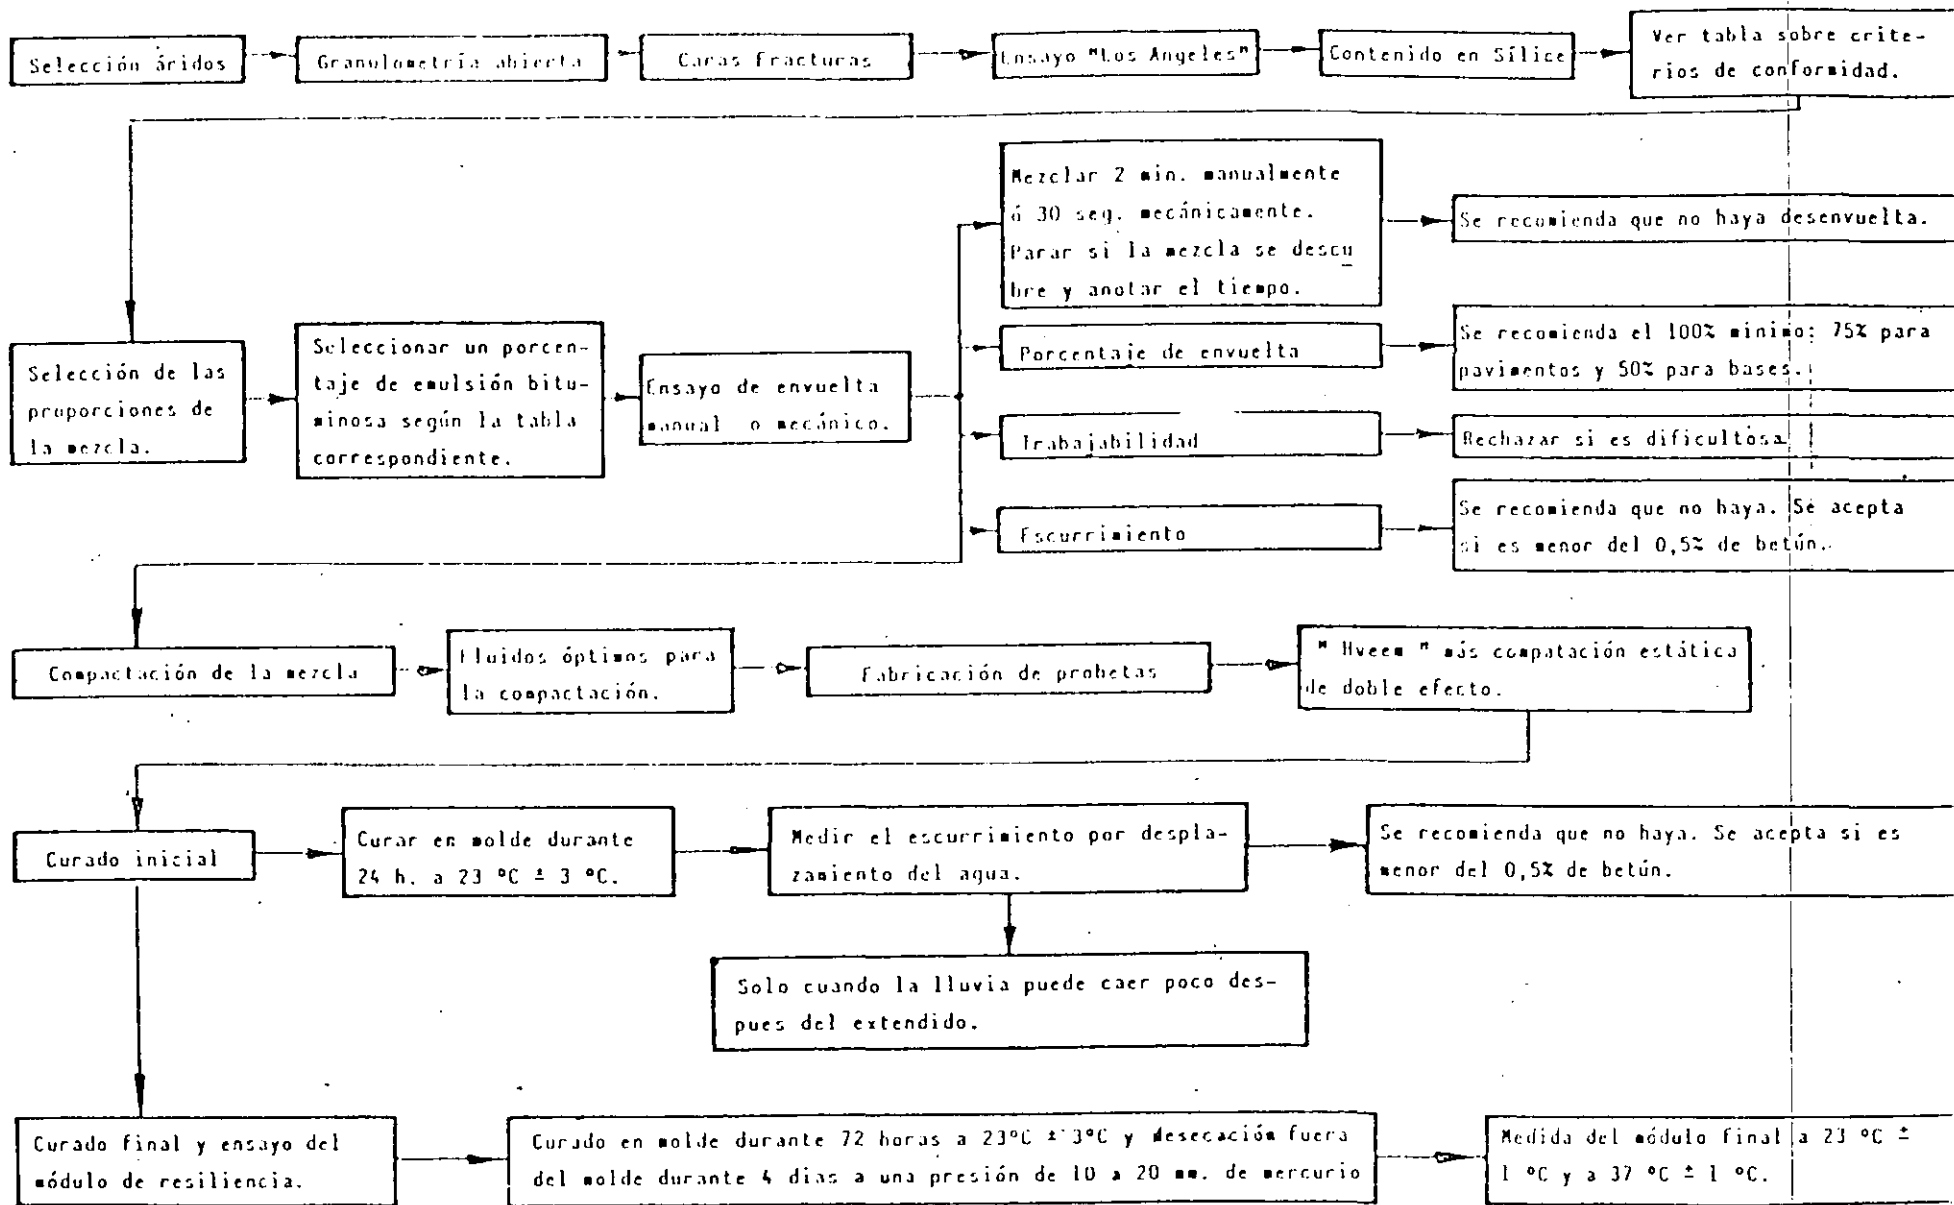 Selección áridos
Granulometría abierta
Caras fracturas
Ensayo "Los Angeles"
Contenido en Sílice
Ver tabla sobre crite-
rios de conformidad.
Mezclar 2 min. manualmente
ó 30 seg. mecánicamente.
Parar si la mezcla se descu
bre y anotar el tiempo.
Se recomienda que no haya desenvuelta.
Selección de las
proporciones de
la mezcla.
Seleccionar un porcen-
taje de emulsión bitu-
minosa según la tabla
correspondiente.
Ensayo de envuelta
manual o mecánico.
Porcentaje de envuelta
Se recomienda el 100% minimo: 75% para
pavimentos y 50% para bases.
Trabajabilidad
Rechazar si es dificultosa
Escurrimiento
Se recomienda que no haya. Se acepta
si es menor del 0,5% de betún.
Compactación de la mezcla
Fluidos óptimos para
la compactación.
Fabricación de probetas
" Hveem " más compatación estática
de doble efecto.
Curado inicial
Curar en molde durante
24 h. a 23 ºC ± 3 ºC.
Medir el escurrimiento por despla-
zamiento del agua.
Se recomienda que no haya. Se acepta si es
menor del 0,5% de betún.
Solo cuando la lluvia puede caer poco des-
pues del extendido.
Curado final y ensayo del
módulo de resiliencia.
Curado en molde durante 72 horas a 23ºC ± 3ºC y desecación fuera
del molde durante 4 dias a una presión de 10 a 20 mm. de mercurio
Medida del módulo final a 23 ºC ±
1 ºC y a 37 ºC ± 1 ºC.